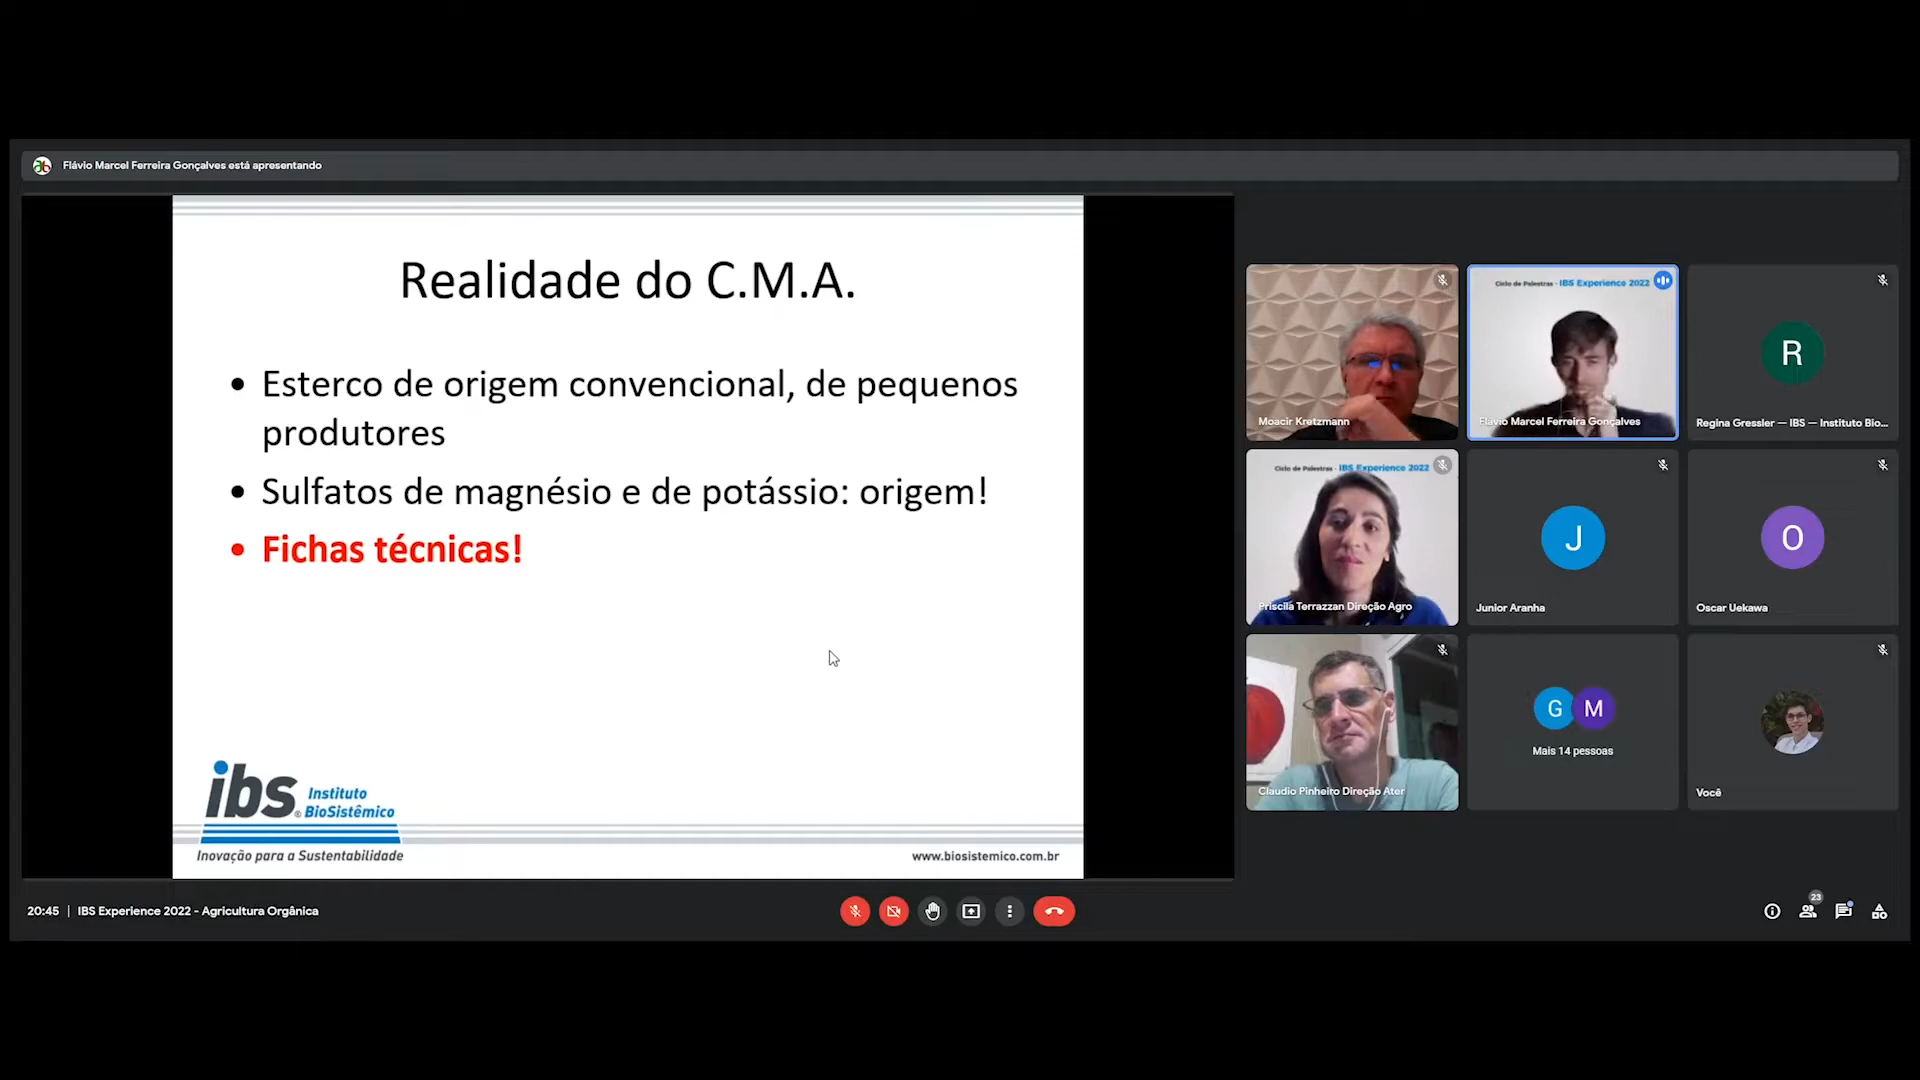 Flávio Marcel Ferreira Gonçalves está apresentando
Realidade do C.M.A.
• Esterco de origem convencional, de pequenos
produtores
• Sulfatos de magnésio e de potássio: origem!
• Fichas técnicas!
ibs® Instituto
BioSistêmico
Inovação para a Sustentabilidade
www.biosistemico.com.br
Moacir Kretzmann
Ciclo de Palestras - IBS Experience 2022
Flávio Marcel Ferreira Gonçalves
R
Regina Gressler — IBS — Instituto Bio...
Ciclo de Palestras - IBS Experience 2022
Priscila Terrazzan Direção Agro
J
Junior Aranha
O
Oscar Uekawa
Claudio Pinheiro Direção Ater
G M
Mais 14 pessoas
Você
20:45 | IBS Experience 2022 - Agricultura Orgânica
23